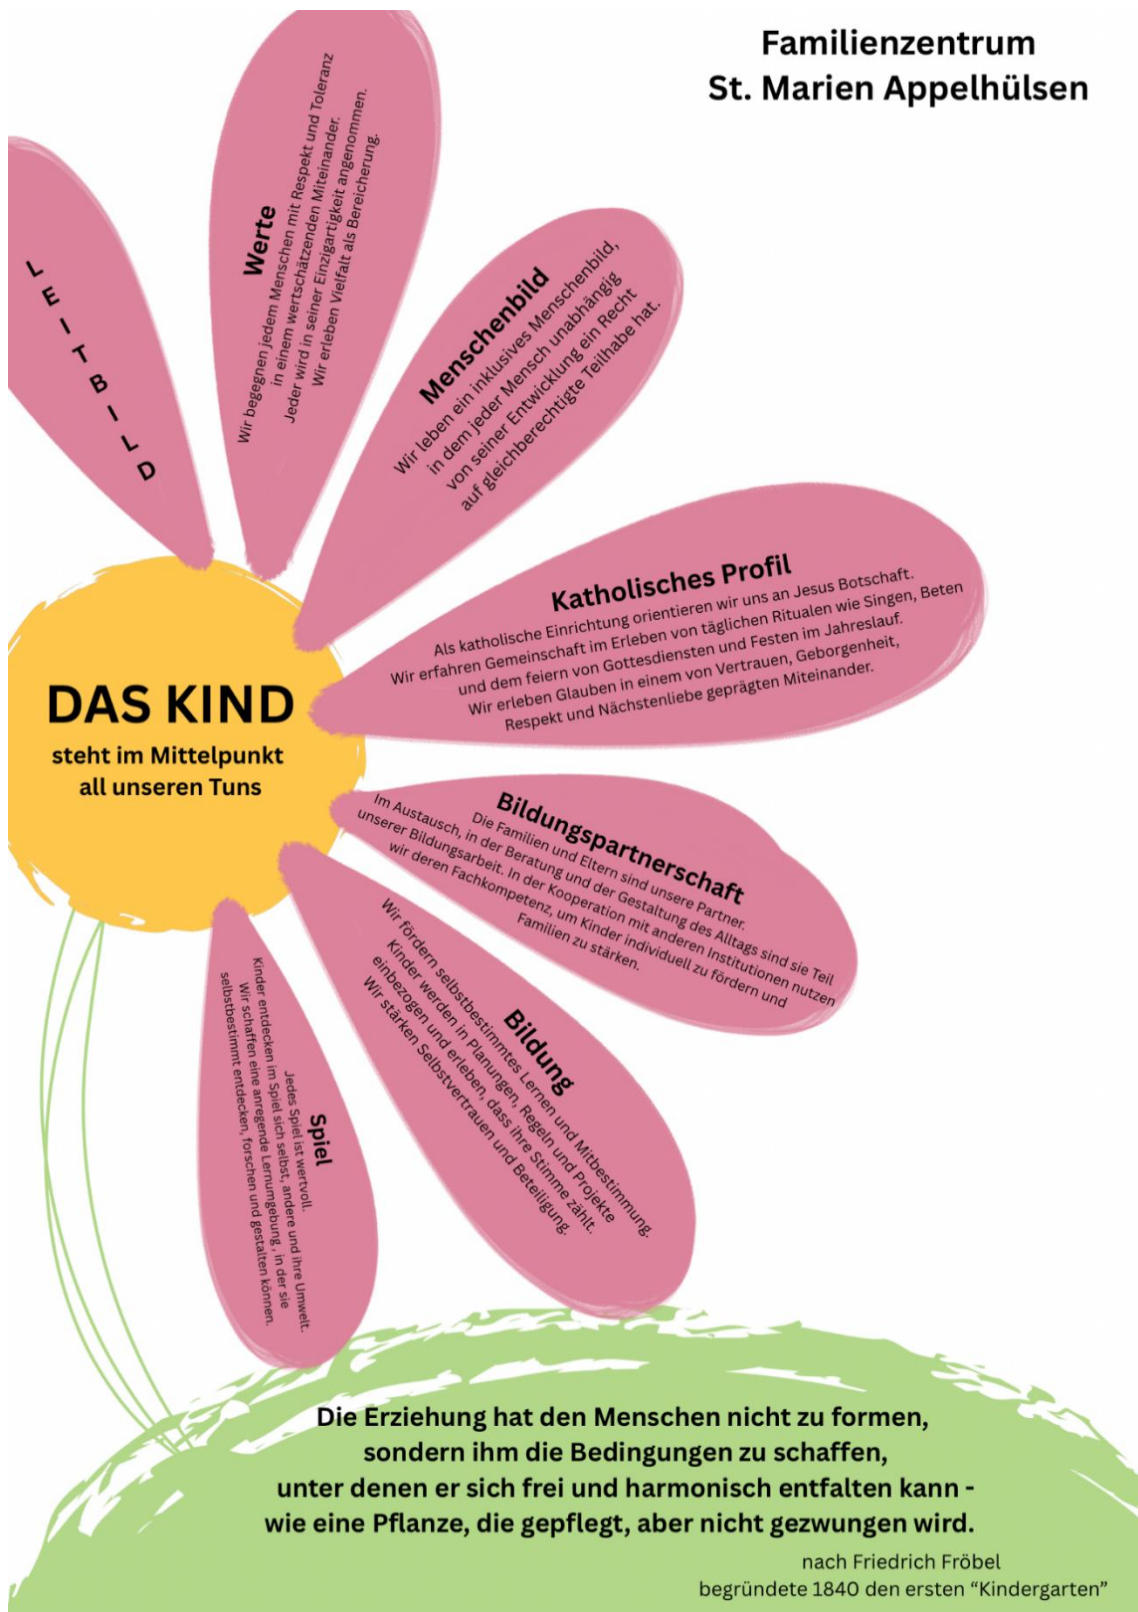 Familienzentrum
St. Marien Appelhülsen
LEITBILD
Werte
Wir begegnen jedem Menschen mit Respekt und Toleranz
in einem wertschätzenden Miteinander.
Jeder wird in seiner Einzigartigkeit angenommen.
Wir erleben Vielfalt als Bereicherung.
Menschenbild
Wir leben ein inklusives Menschenbild,
in dem jeder Mensch unabhängig
von seiner Entwicklung ein Recht
auf gleichberechtigte Teilhabe hat.
Katholisches Profil
Als katholische Einrichtung orientieren wir uns an Jesus Botschaft.
Wir erfahren Gemeinschaft im Erleben von täglichen Ritualen wie Singen, Beten
und dem feiern von Gottesdiensten und Festen im Jahreslauf.
Wir erleben Glauben in einem von Vertrauen, Geborgenheit,
Respekt und Nächstenliebe geprägten Miteinander.
DAS KIND
steht im Mittelpunkt
all unseren Tuns
Bildungspartnerschaft
Die Familien und Eltern sind unsere Partner.
Im Austausch, in der Beratung und der Gestaltung des Alltags sind sie Teil
unserer Bildungsarbeit. In der Kooperation mit anderen Institutionen nutzen
wir deren Fachkompetenz, um Kinder individuell zu fördern und
Familien zu stärken.
Bildung
Wir fördern selbstbestimmtes Lernen und Mitbestimmung.
Kinder werden in Planungen, Regeln und Projekte
einbezogen und erleben, dass ihre Stimme zählt.
Wir stärken Selbstvertrauen und Beteiligung.
Spiel
Jedes Spiel ist wertvoll.
Kinder entdecken im Spiel sich selbst, andere und ihre Umwelt.
Wir schaffen eine anregende Lernumgebung, in der sie
selbstbestimmt entdecken, forschen und gestalten können.
Die Erziehung hat den Menschen nicht zu formen,
sondern ihm die Bedingungen zu schaffen,
unter denen er sich frei und harmonisch entfalten kann -
wie eine Pflanze, die gepflegt, aber nicht gezwungen wird.
nach Friedrich Fröbel
begründete 1840 den ersten “Kindergarten”